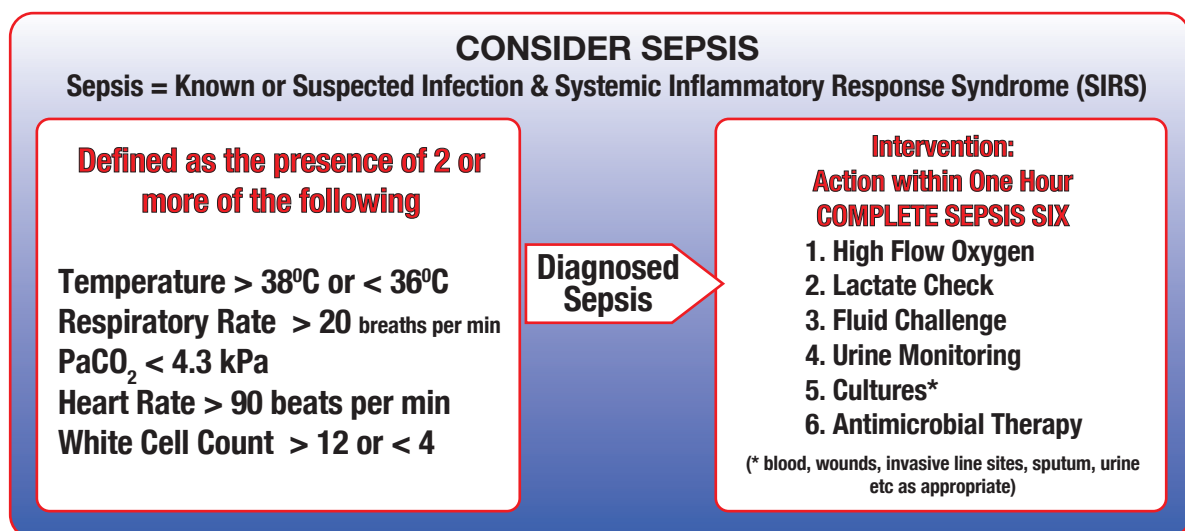 CONSIDER SEPSIS
Sepsis = Known or Suspected Infection & Systemic Inflammatory Response Syndrome (SIRS)
Defined as the presence of 2 or
more of the following
Temperature > 38⁰C or < 36⁰C
Respiratory Rate > 20 breaths per min
PaCO₂ < 4.3 kPa
Heart Rate > 90 beats per min
White Cell Count > 12 or < 4
Diagnosed
Sepsis
Intervention:
Action within One Hour
COMPLETE SEPSIS SIX
1. High Flow Oxygen
2. Lactate Check
3. Fluid Challenge
4. Urine Monitoring
5. Cultures*
6. Antimicrobial Therapy
(* blood, wounds, invasive line sites, sputum, urine
etc as appropriate)